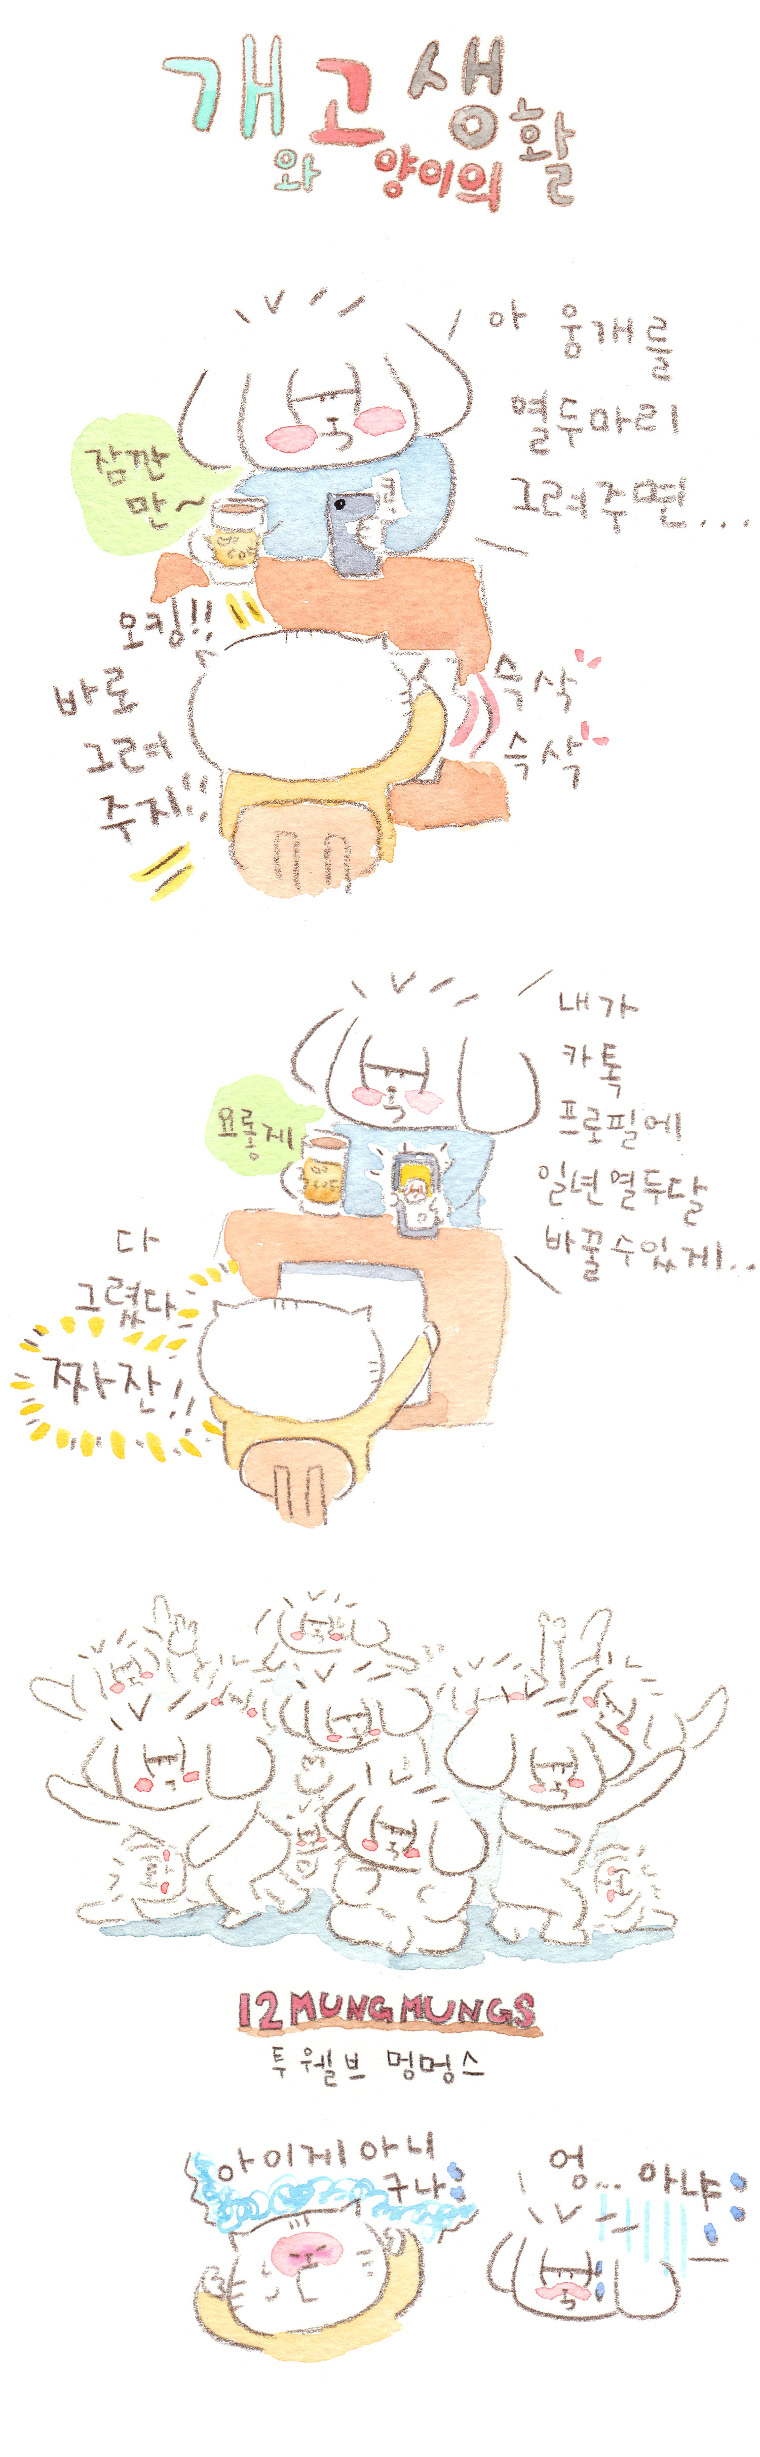 개 고 생
와 양이의 활
아 웅개를
열두마리
그려주면...
잠깐
만~
오킹!!
바로
그려
주지!!
슥삭
슥삭
내가
카톡
프로필에
일년 열두달
바꿀수있게..
요롷게
다
그렸다
짜잔!!
12 MUNGMUNGS
투웰브 멍멍스
아이게아니
구나
엉... 아냐